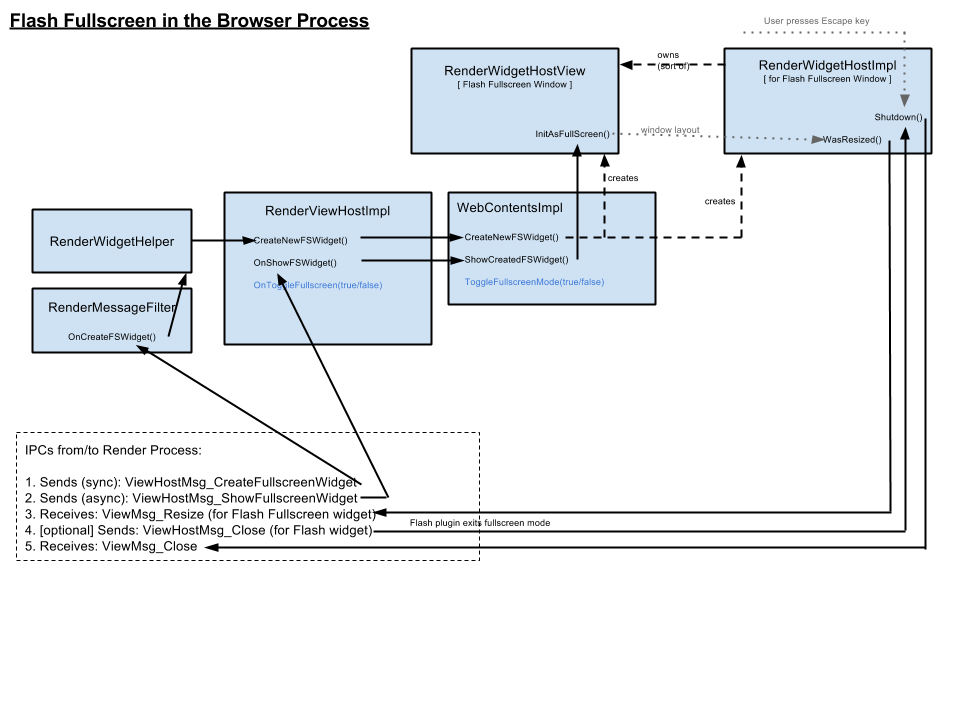 Flash Fullscreen in the Browser Process
User presses Escape key
RenderWidgetHostView
[ Flash Fullscreen Window ]
InitAsFullScreen()
owns
(sort of)
RenderWidgetHostImpl
[ for Flash Fullscreen Window ]
Shutdown()
WasResized()
window layout
creates
creates
RenderWidgetHelper
RenderMessageFilter
OnCreateFSWidget()
RenderViewHostImpl
CreateNewFSWidget()
OnShowFSWidget()
OnToggleFullscreen(true/false)
WebContentsImpl
CreateNewFSWidget()
ShowCreatedFSWidget()
ToggleFullscreenMode(true/false)
IPCs from/to Render Process:
1. Sends (sync): ViewHostMsg_CreateFullscreenWidget
2. Sends (async): ViewHostMsg_ShowFullscreenWidget
3. Receives: ViewMsg_Resize (for Flash Fullscreen widget)
4. [optional] Sends: ViewHostMsg_Close (for Flash widget)
5. Receives: ViewMsg_Close
Flash plugin exits fullscreen mode